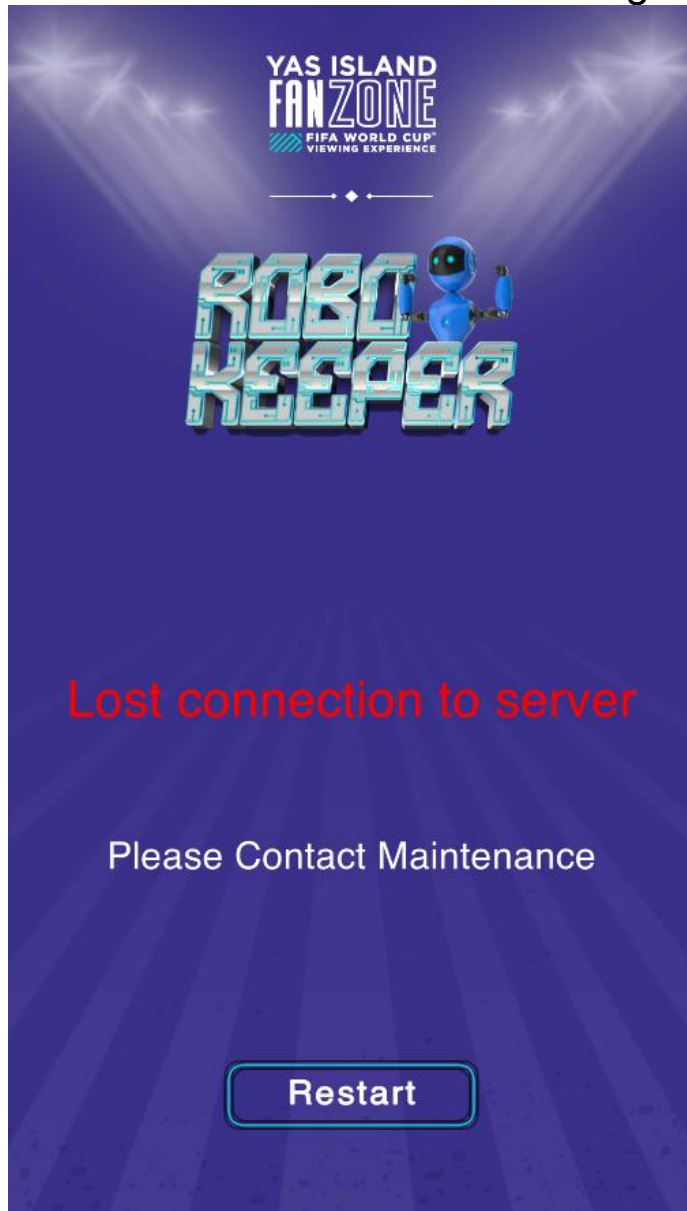 YAS ISLAND
FANZONE
FIFA WORLD CUP™
VIEWING EXPERIENCE
ROBO
KEEPER
Lost connection to server
Please Contact Maintenance
Restart